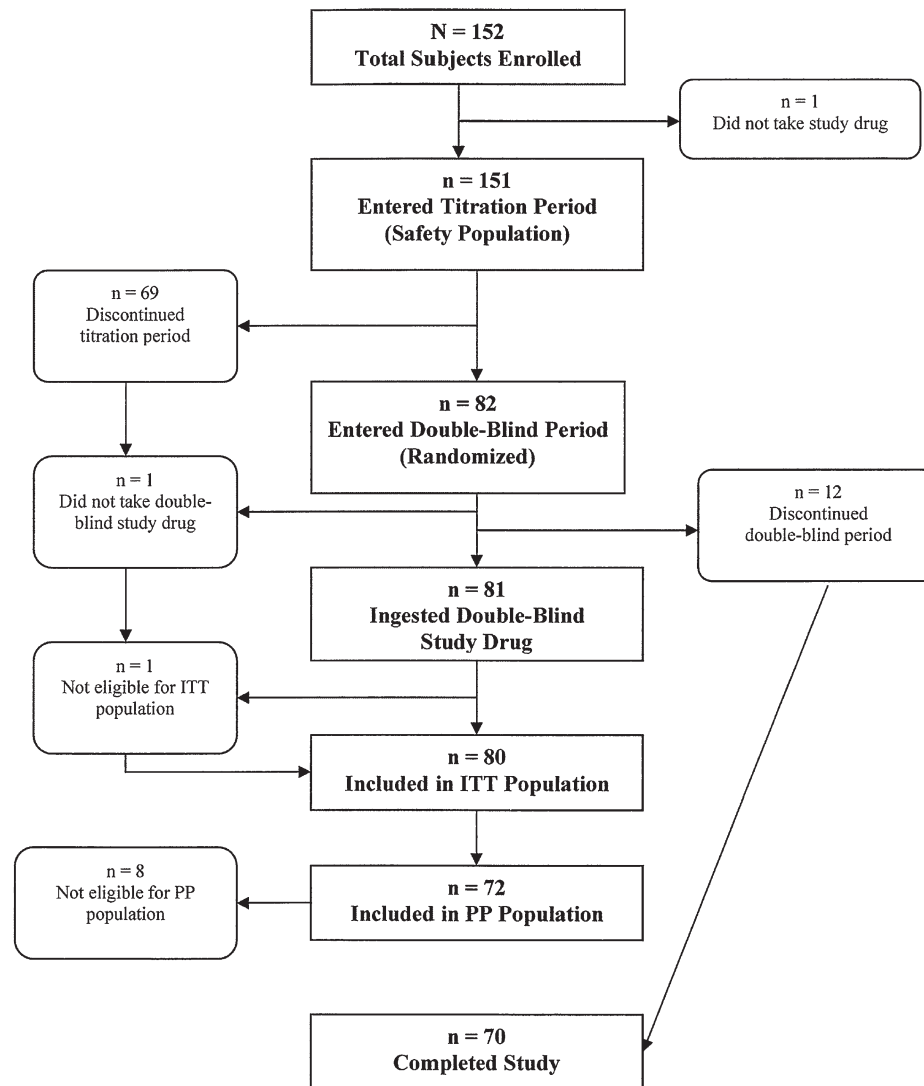 N = 152
Total Subjects Enrolled
n = 1
Did not take study drug
n = 151
Entered Titration Period
(Safety Population)
n = 69
Discontinued
titration period
n = 82
Entered Double-Blind Period
(Randomized)
n = 1
Did not take double-
blind study drug
n = 12
Discontinued
double-blind period
n = 81
Ingested Double-Blind
Study Drug
n = 1
Not eligible for ITT
population
n = 80
Included in ITT Population
n = 8
Not eligible for PP
population
n = 72
Included in PP Population
n = 70
Completed Study